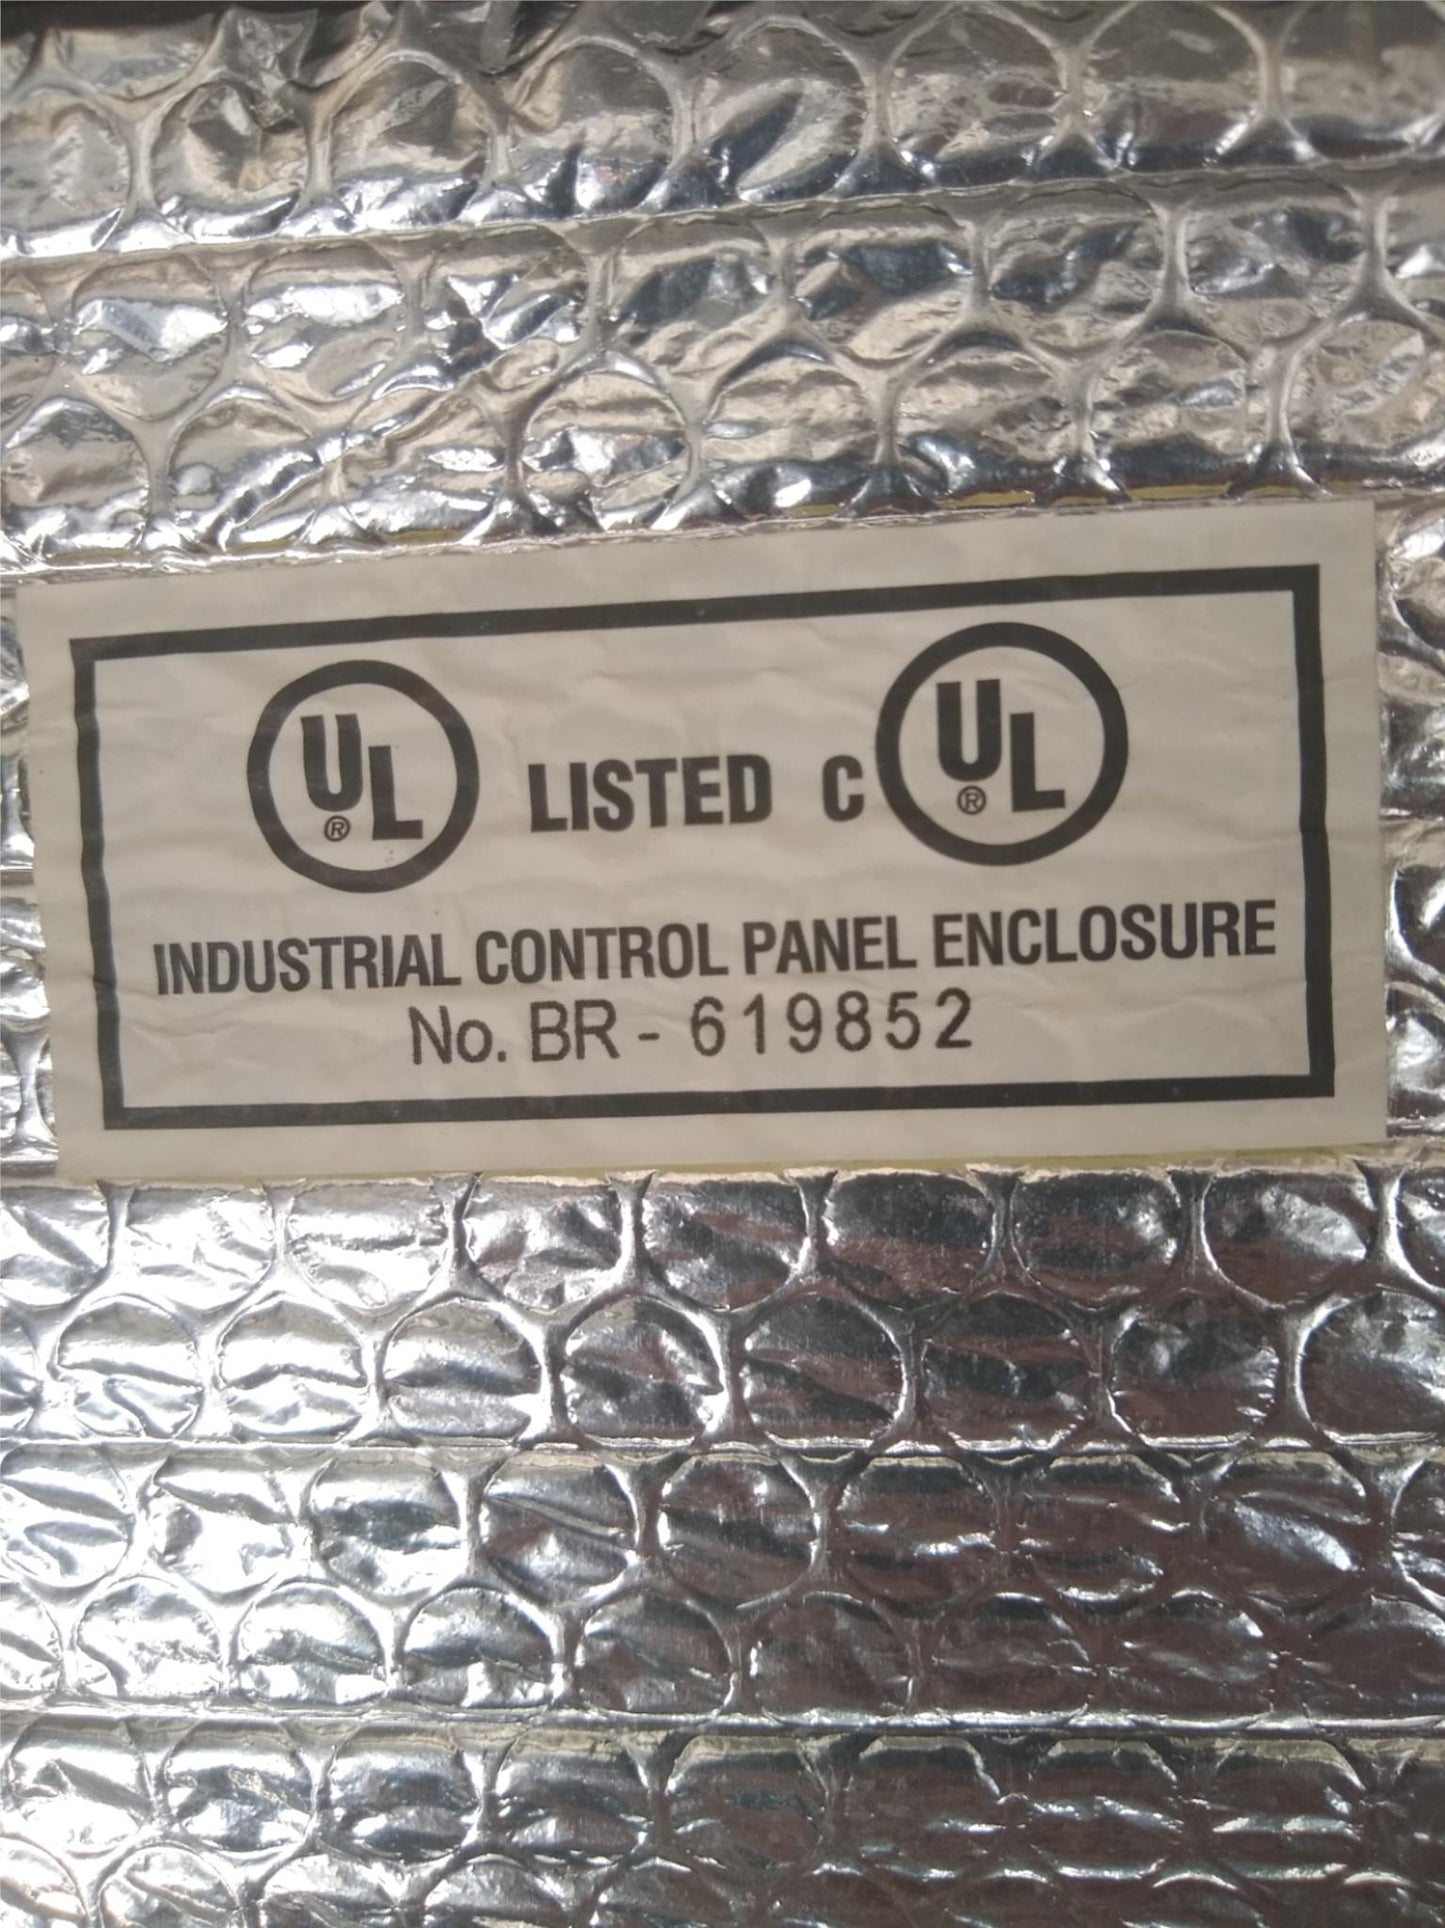 UL® LISTED C UL®
INDUSTRIAL CONTROL PANEL ENCLOSURE
No. BR - 619852